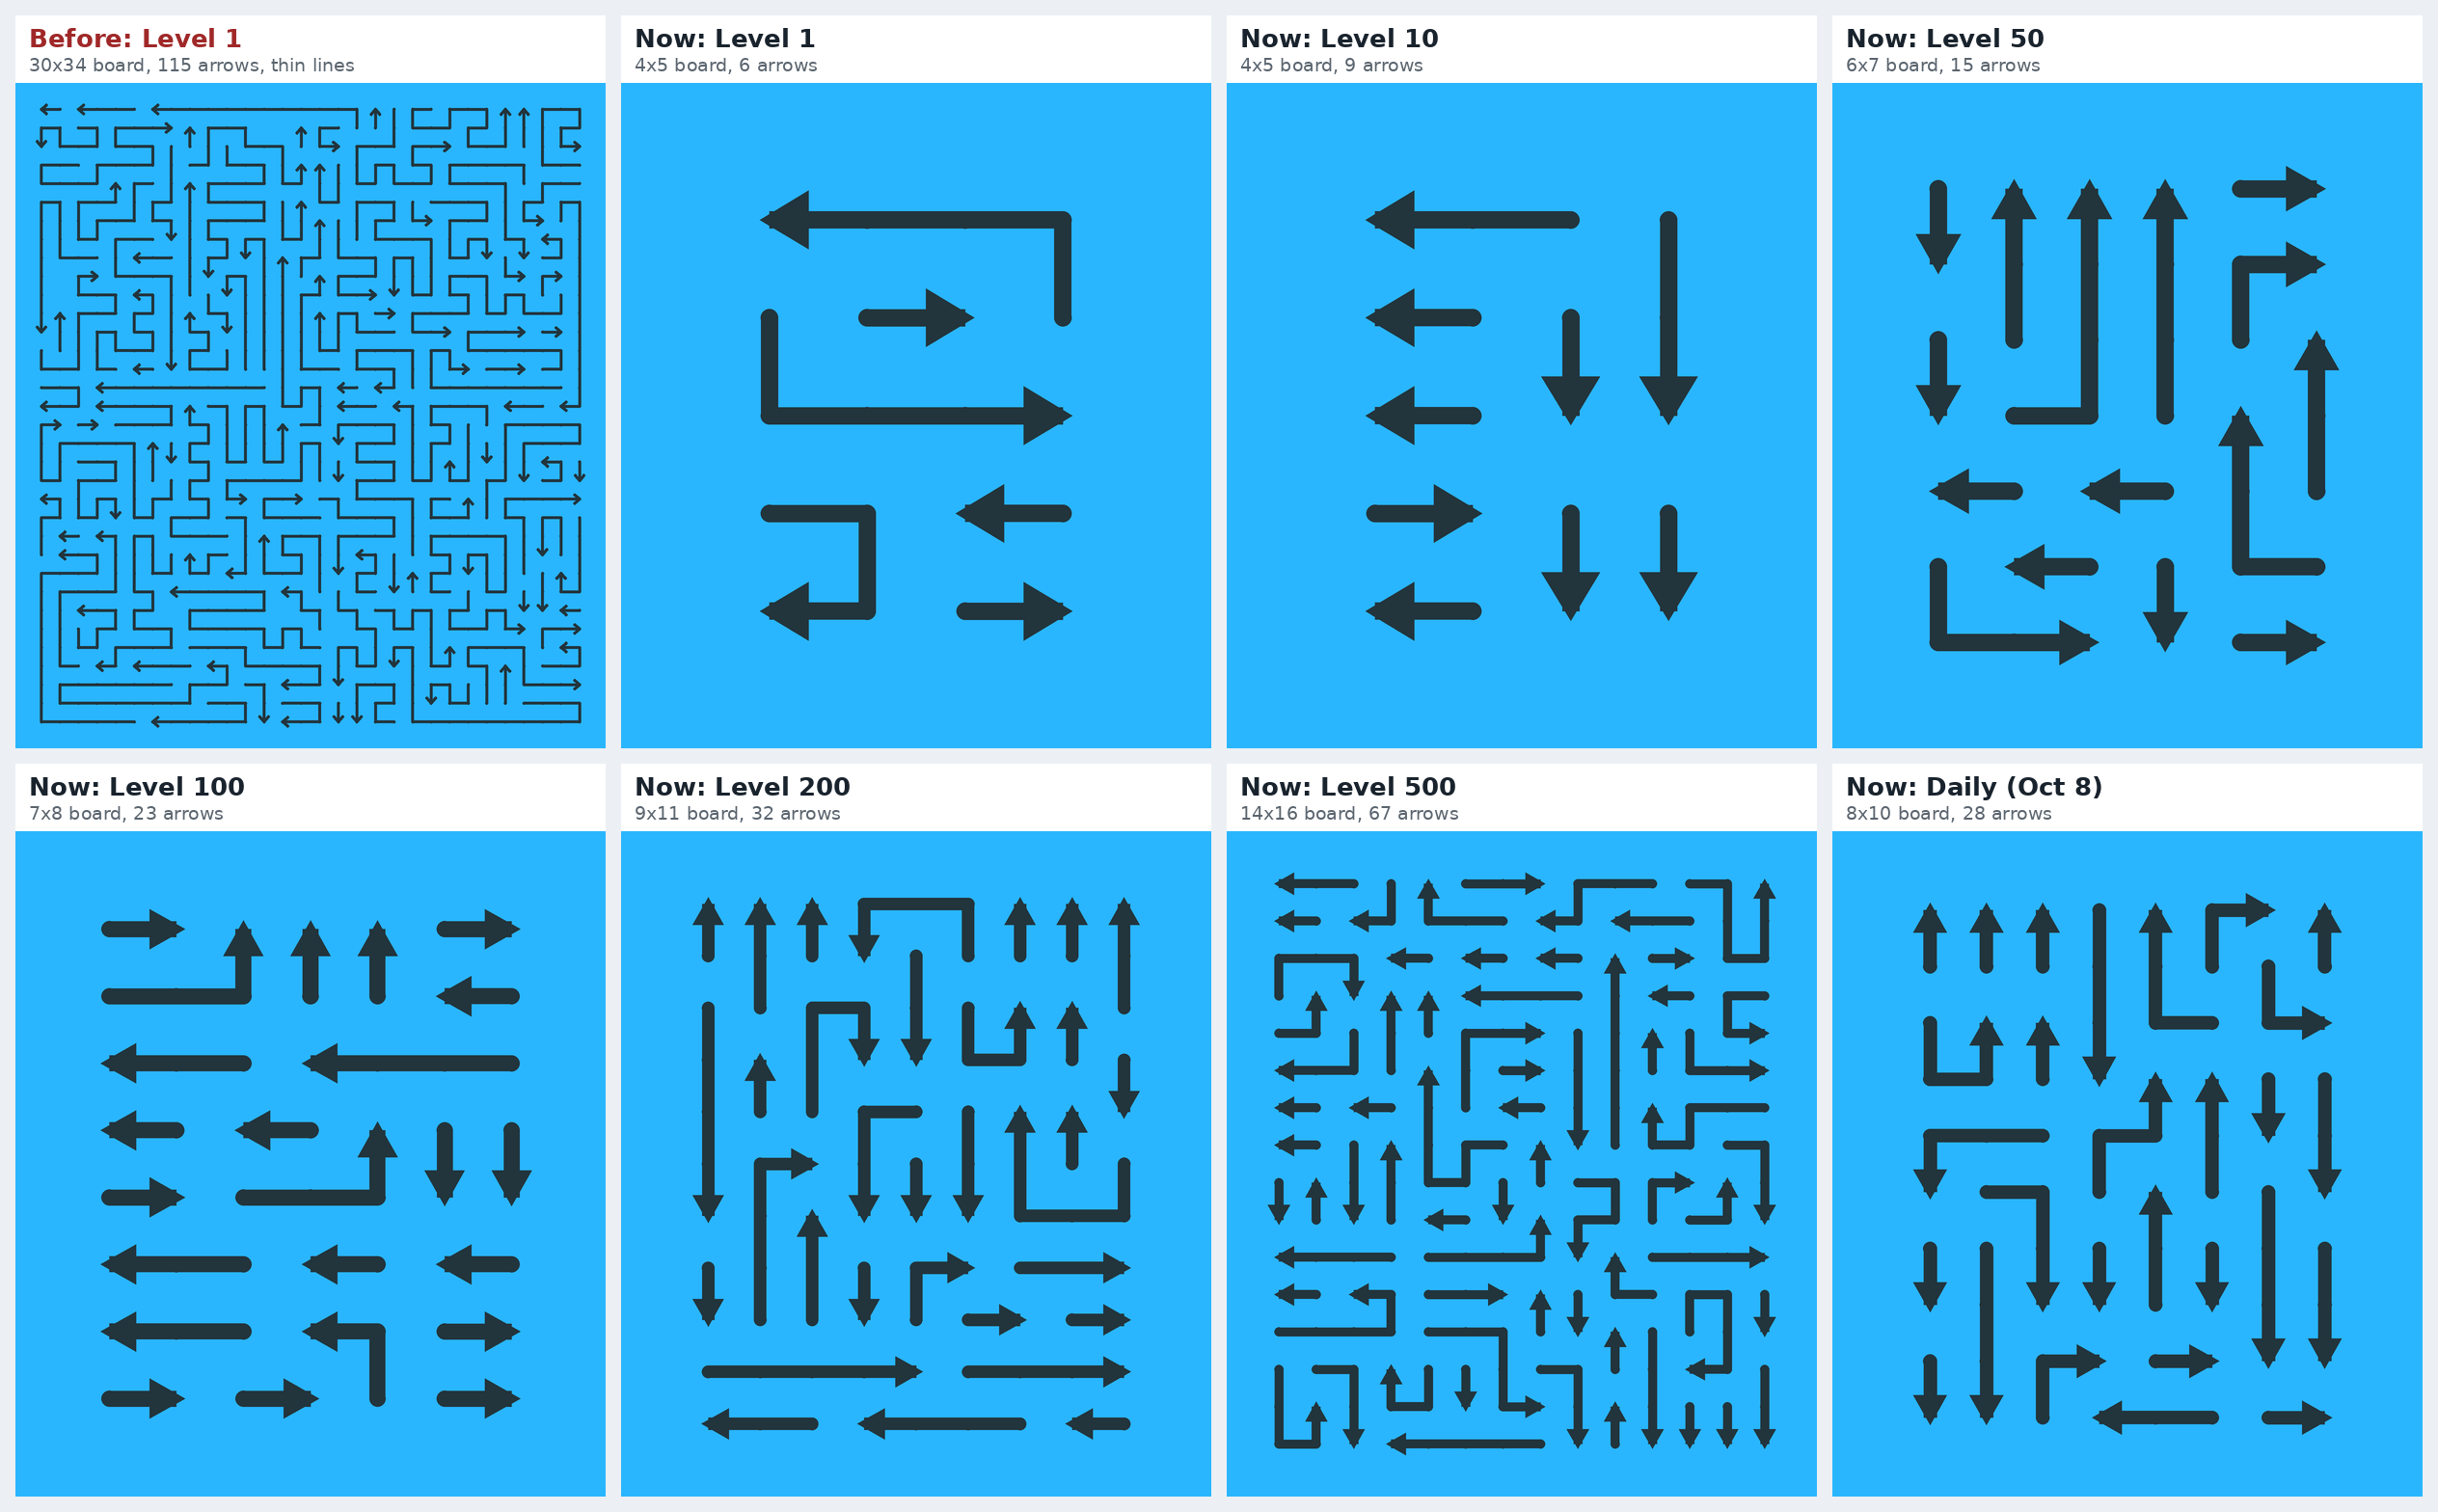 Before: Level 1
30x34 board, 115 arrows, thin lines
Now: Level 1
4x5 board, 6 arrows
Now: Level 10
4x5 board, 9 arrows
Now: Level 50
6x7 board, 15 arrows
Now: Level 100
7x8 board, 23 arrows
Now: Level 200
9x11 board, 32 arrows
Now: Level 500
14x16 board, 67 arrows
Now: Daily (Oct 8)
8x10 board, 28 arrows